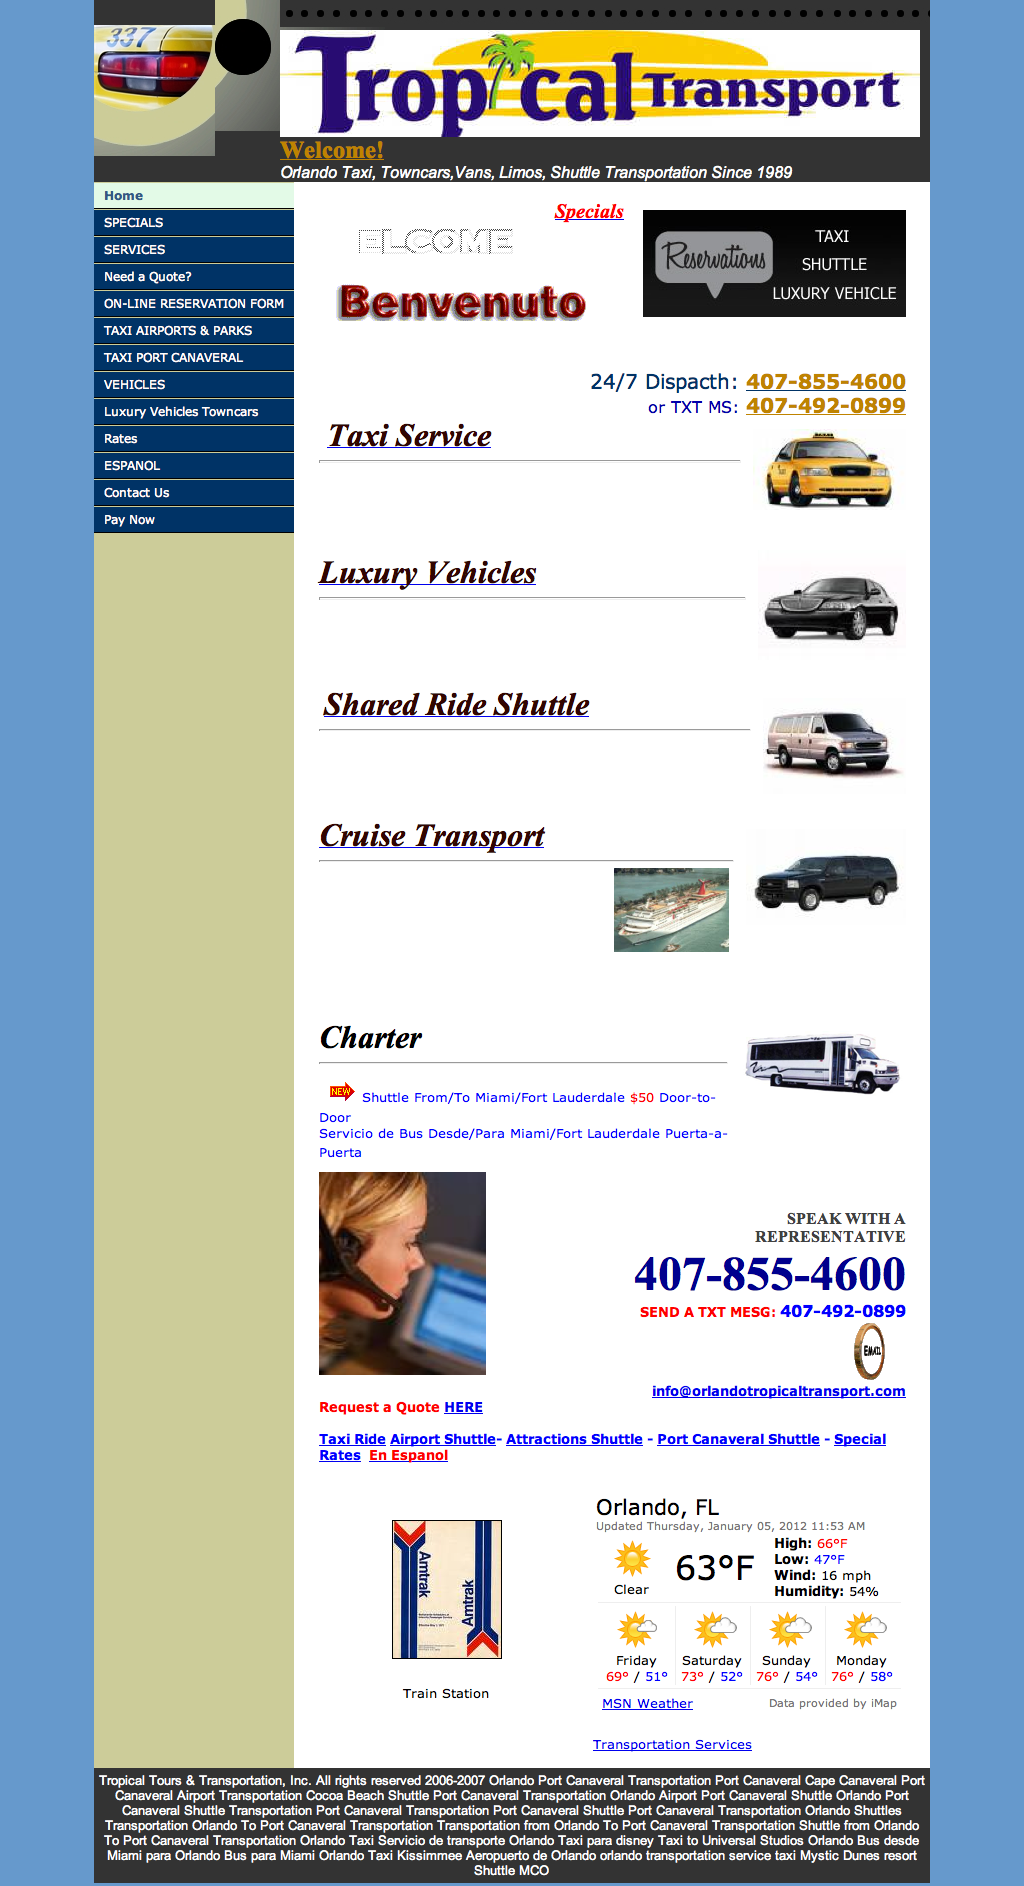 337
Tropical Transport
Welcome!
Orlando Taxi, Towncars,Vans, Limos, Shuttle Transportation Since 1989
Home
SPECIALS
SERVICES
Need a Quote?
ON-LINE RESERVATION FORM
TAXI AIRPORTS & PARKS
TAXI PORT CANAVERAL
VEHICLES
Luxury Vehicles Towncars
Rates
ESPANOL
Contact Us
Pay Now
Specials
ELCOME
Benvenuto
Reservations
TAXI
SHUTTLE
LUXURY VEHICLE
24/7 Dispacth: 407-855-4600
or TXT MS: 407-492-0899
Taxi Service
Luxury Vehicles
Shared Ride Shuttle
Cruise Transport
Charter
NEW Shuttle From/To Miami/Fort Lauderdale $50 Door-to-
Door
Servicio de Bus Desde/Para Miami/Fort Lauderdale Puerta-a-
Puerta
SPEAK WITH A
REPRESENTATIVE
407-855-4600
SEND A TXT MESG: 407-492-0899
EMAIL
info@orlandotropicaltransport.com
Request a Quote HERE
Taxi Ride Airport Shuttle- Attractions Shuttle - Port Canaveral Shuttle - Special
Rates En Espanol
Amtrak
Amtrak
Train Station
Orlando, FL
Updated Thursday, January 05, 2012 11:53 AM
Clear
63°F
High: 66°F
Low: 47°F
Wind: 16 mph
Humidity: 54%
Friday Saturday Sunday Monday
69° / 51° 73° / 52° 76° / 54° 76° / 58°
MSN Weather Data provided by iMap
Transportation Services
Tropical Tours & Transportation, Inc. All rights reserved 2006-2007 Orlando Port Canaveral Transportation Port Canaveral Cape Canaveral Port
Canaveral Airport Transportation Cocoa Beach Shuttle Port Canaveral Transportation Orlando Airport Port Canaveral Shuttle Orlando Port
Canaveral Shuttle Transportation Port Canaveral Transportation Port Canaveral Shuttle Port Canaveral Transportation Orlando Shuttles
Transportation Orlando To Port Canaveral Transportation Transportation from Orlando To Port Canaveral Transportation Shuttle from Orlando
To Port Canaveral Transportation Orlando Taxi Servicio de transporte Orlando Taxi para disney Taxi to Universal Studios Orlando Bus desde
Miami para Orlando Bus para Miami Orlando Taxi Kissimmee Aeropuerto de Orlando orlando transportation service taxi Mystic Dunes resort
Shuttle MCO